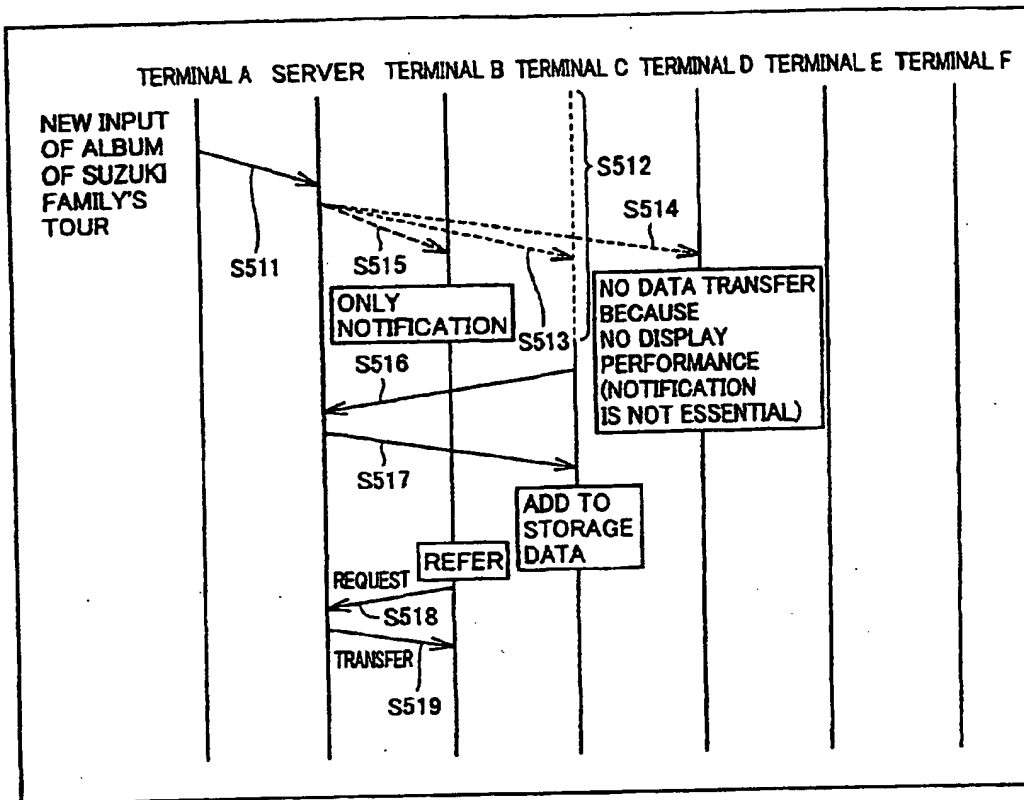 TERMINAL A SERVER TERMINAL B TERMINAL C TERMINAL D TERMINAL E TERMINAL F
NEW INPUT
OF ALBUM
OF SUZUKI
FAMILY'S
TOUR
S512
S514
S511
S515
ONLY
NOTIFICATION
S513
NO DATA TRANSFER
BECAUSE
NO DISPLAY
PERFORMANCE
(NOTIFICATION
IS NOT ESSENTIAL)
S516
S517
ADD TO
STORAGE
DATA
REFER
REQUEST
S518
TRANSFER
S519